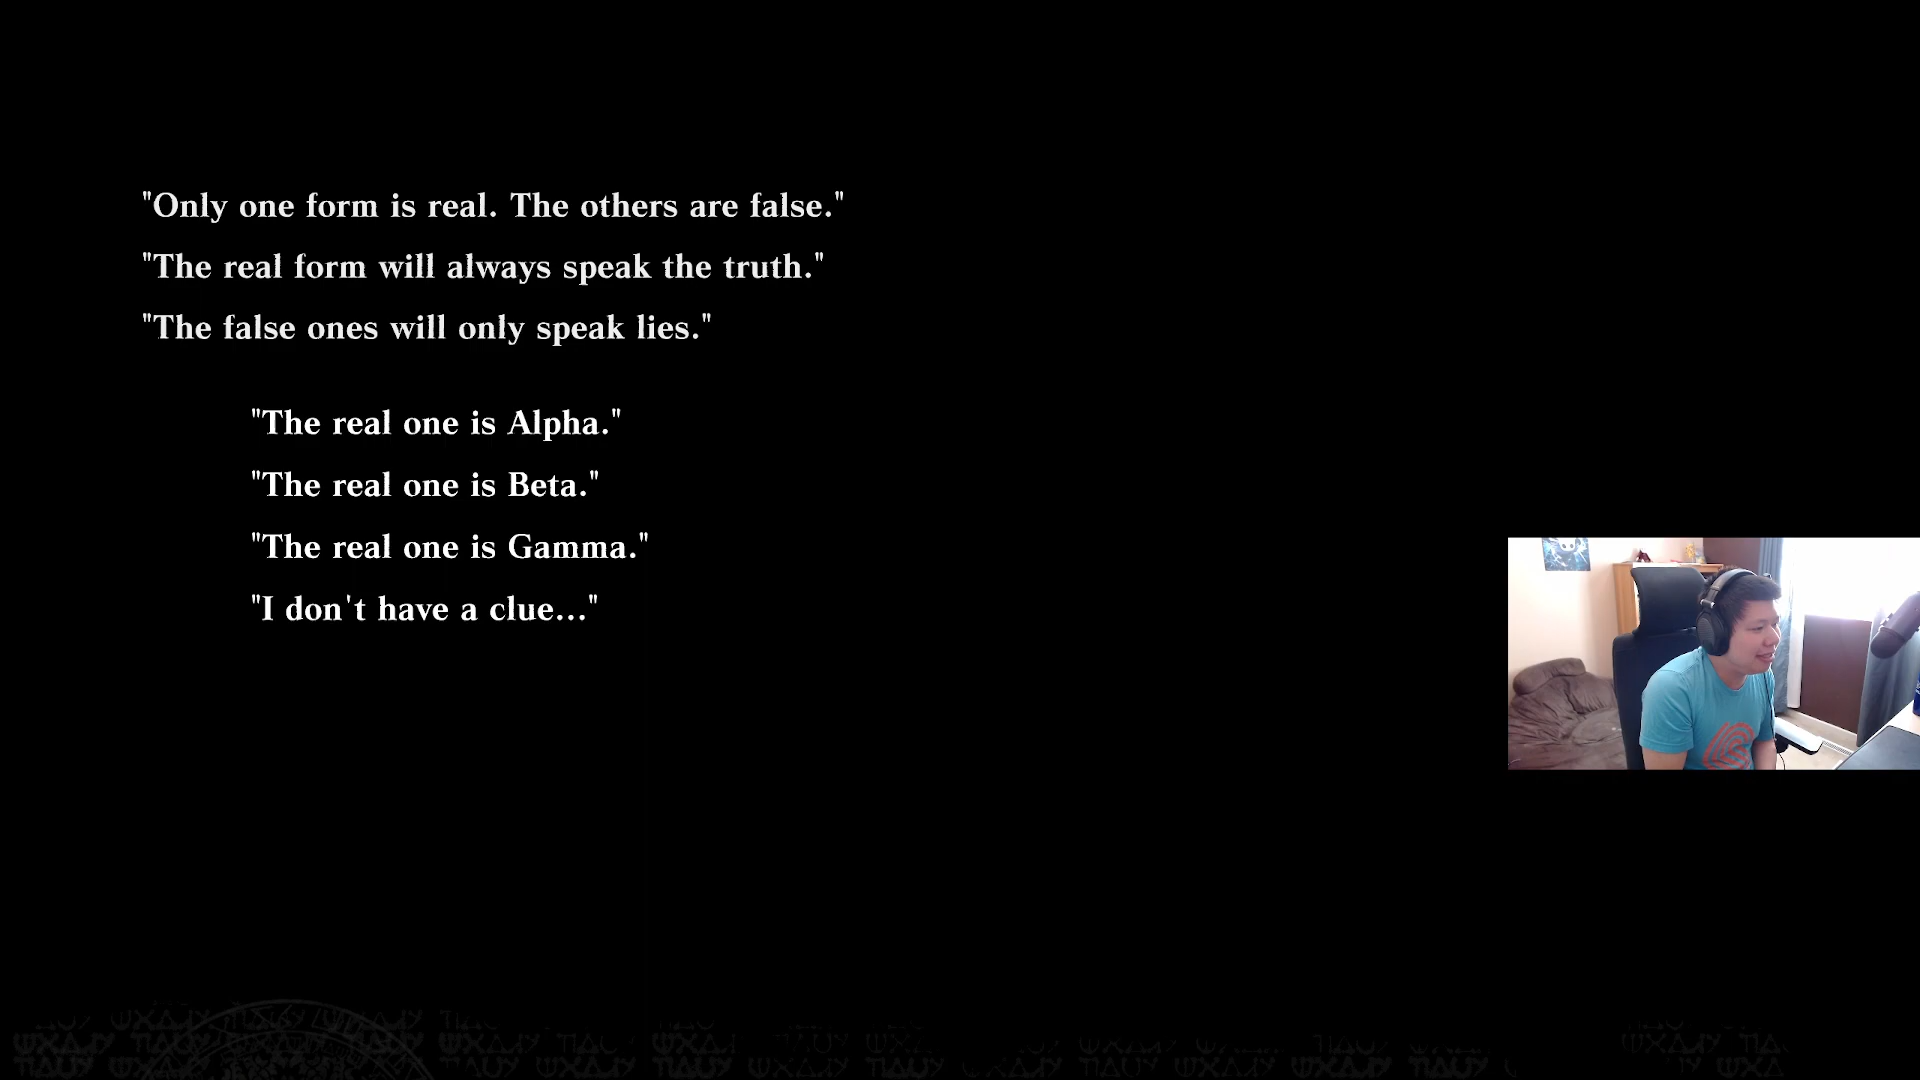 "Only one form is real. The others are false."
"The real form will always speak the truth."
"The false ones will only speak lies."
"The real one is Alpha."
"The real one is Beta."
"The real one is Gamma."
"I don't have a clue..."